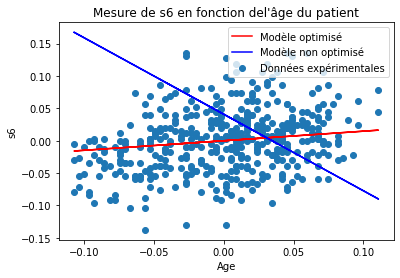 Mesure de s6 en fonction del'âge du patient
Modèle optimisé
Modèle non optimisé
Données expérimentales
0.15
0.10
0.05
0.00
−0.05
−0.10
−0.15
s6
−0.10
−0.05
0.00
0.05
0.10
Age